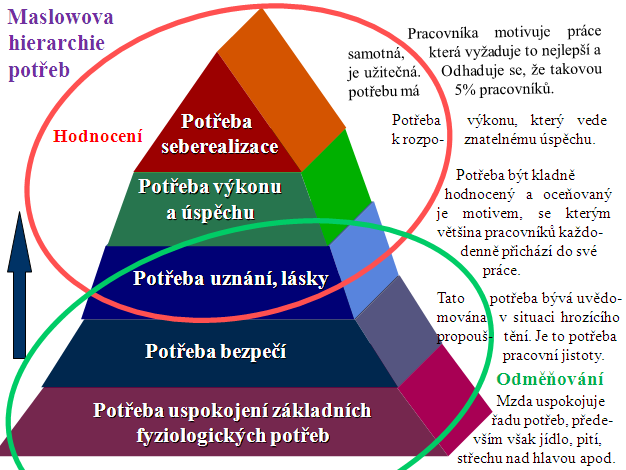 Maslowova
hierarchie
potřeb
Pracovníka motivuje práce
samotná, která vyžaduje to nejlepší a
je užitečná. Odhaduje se, že takovou
potřebu má 5% pracovníků.
Hodnocení
Potřeba
seberealizace
Potřeba výkonu, který vede
k rozpo- znatelnému úspěchu.
Potřeba výkonu
a úspěchu
Potřeba být kladně
hodnocený a oceňovaný
je motivem, se kterým
většina pracovníků každo-
denně přichází do své
práce.
Potřeba uznání, lásky
Tato potřeba bývá uvědo-
mována v situaci hrozícího
propouš- tění. Je to potřeba
pracovní jistoty.
Potřeba bezpečí
Odměňování
Mzda uspokojuje
řadu potřeb, přede-
vším však jídlo, pití,
střechu nad hlavou apod.
Potřeba uspokojení základních
fyziologických potřeb